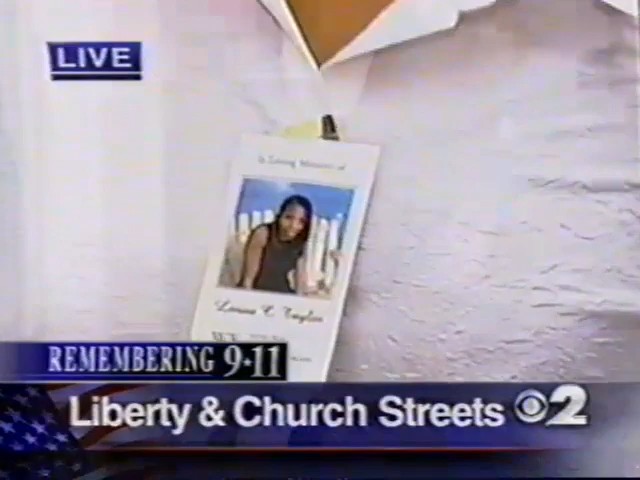 LIVE
In Loving Memory of
REMEMBERING 9•11
Liberty & Church Streets 2